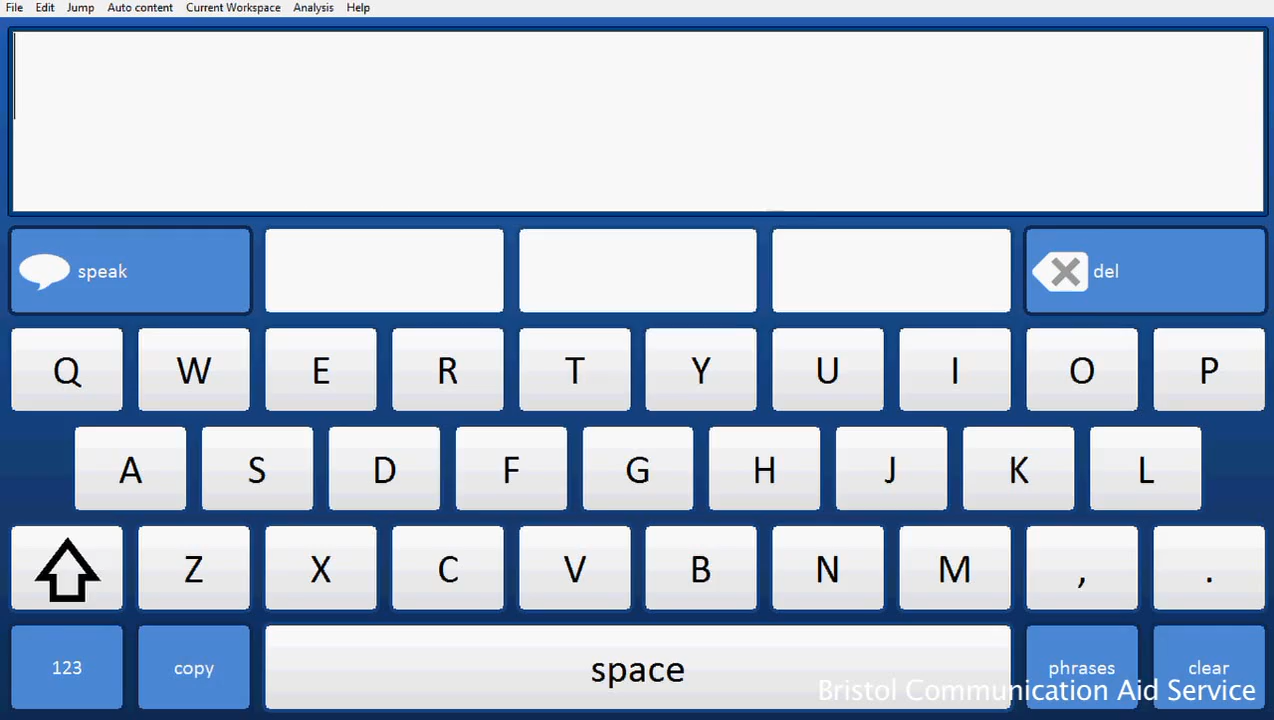 File Edit Jump Auto content Current Workspace Analysis Help
speak del
Q W E R T Y U I O P
A S D F G H J K L
Z X C V B N M , .
123 copy space phrases clear
Bristol Communication Aid Service